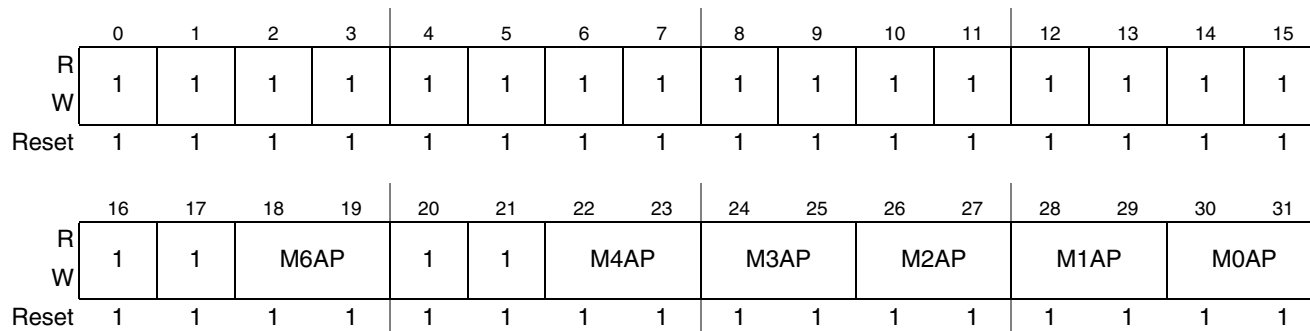 0 1 2 3 4 5 6 7 8 9 10 11 12 13 14 15
R
1 1 1 1 1 1 1 1 1 1 1 1 1 1 1 1
W
Reset 1 1 1 1 1 1 1 1 1 1 1 1 1 1 1 1
16 17 18 19 20 21 22 23 24 25 26 27 28 29 30 31
R
1 1 M6AP 1 1 M4AP M3AP M2AP M1AP M0AP
W
Reset 1 1 1 1 1 1 1 1 1 1 1 1 1 1 1 1